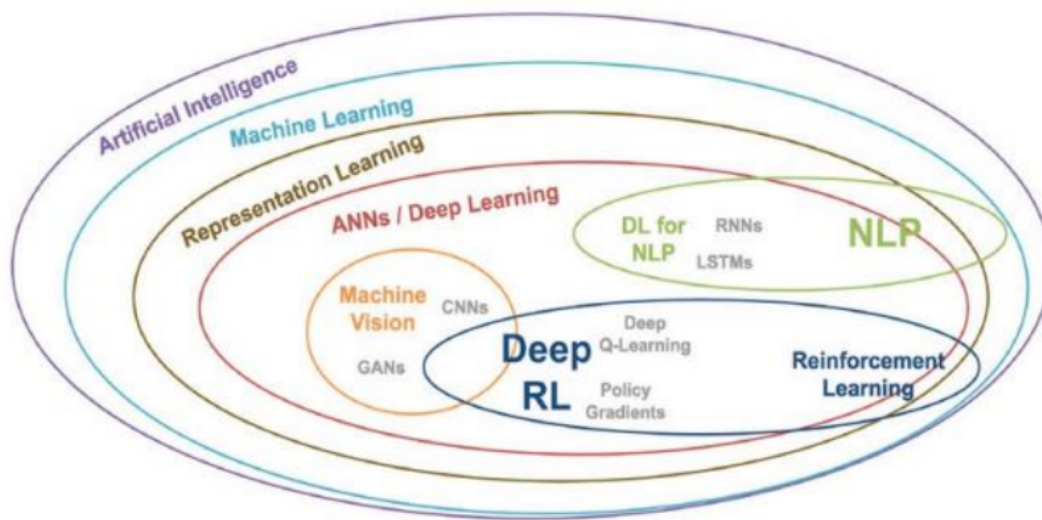 Artificial Intelligence
Machine Learning
Representation Learning
ANNs / Deep Learning
DL for
NLP
RNNs
LSTMs
NLP
Machine
Vision
CNNs
GANs
Deep
RL
Deep
Q-Learning
Policy
Gradients
Reinforcement
Learning